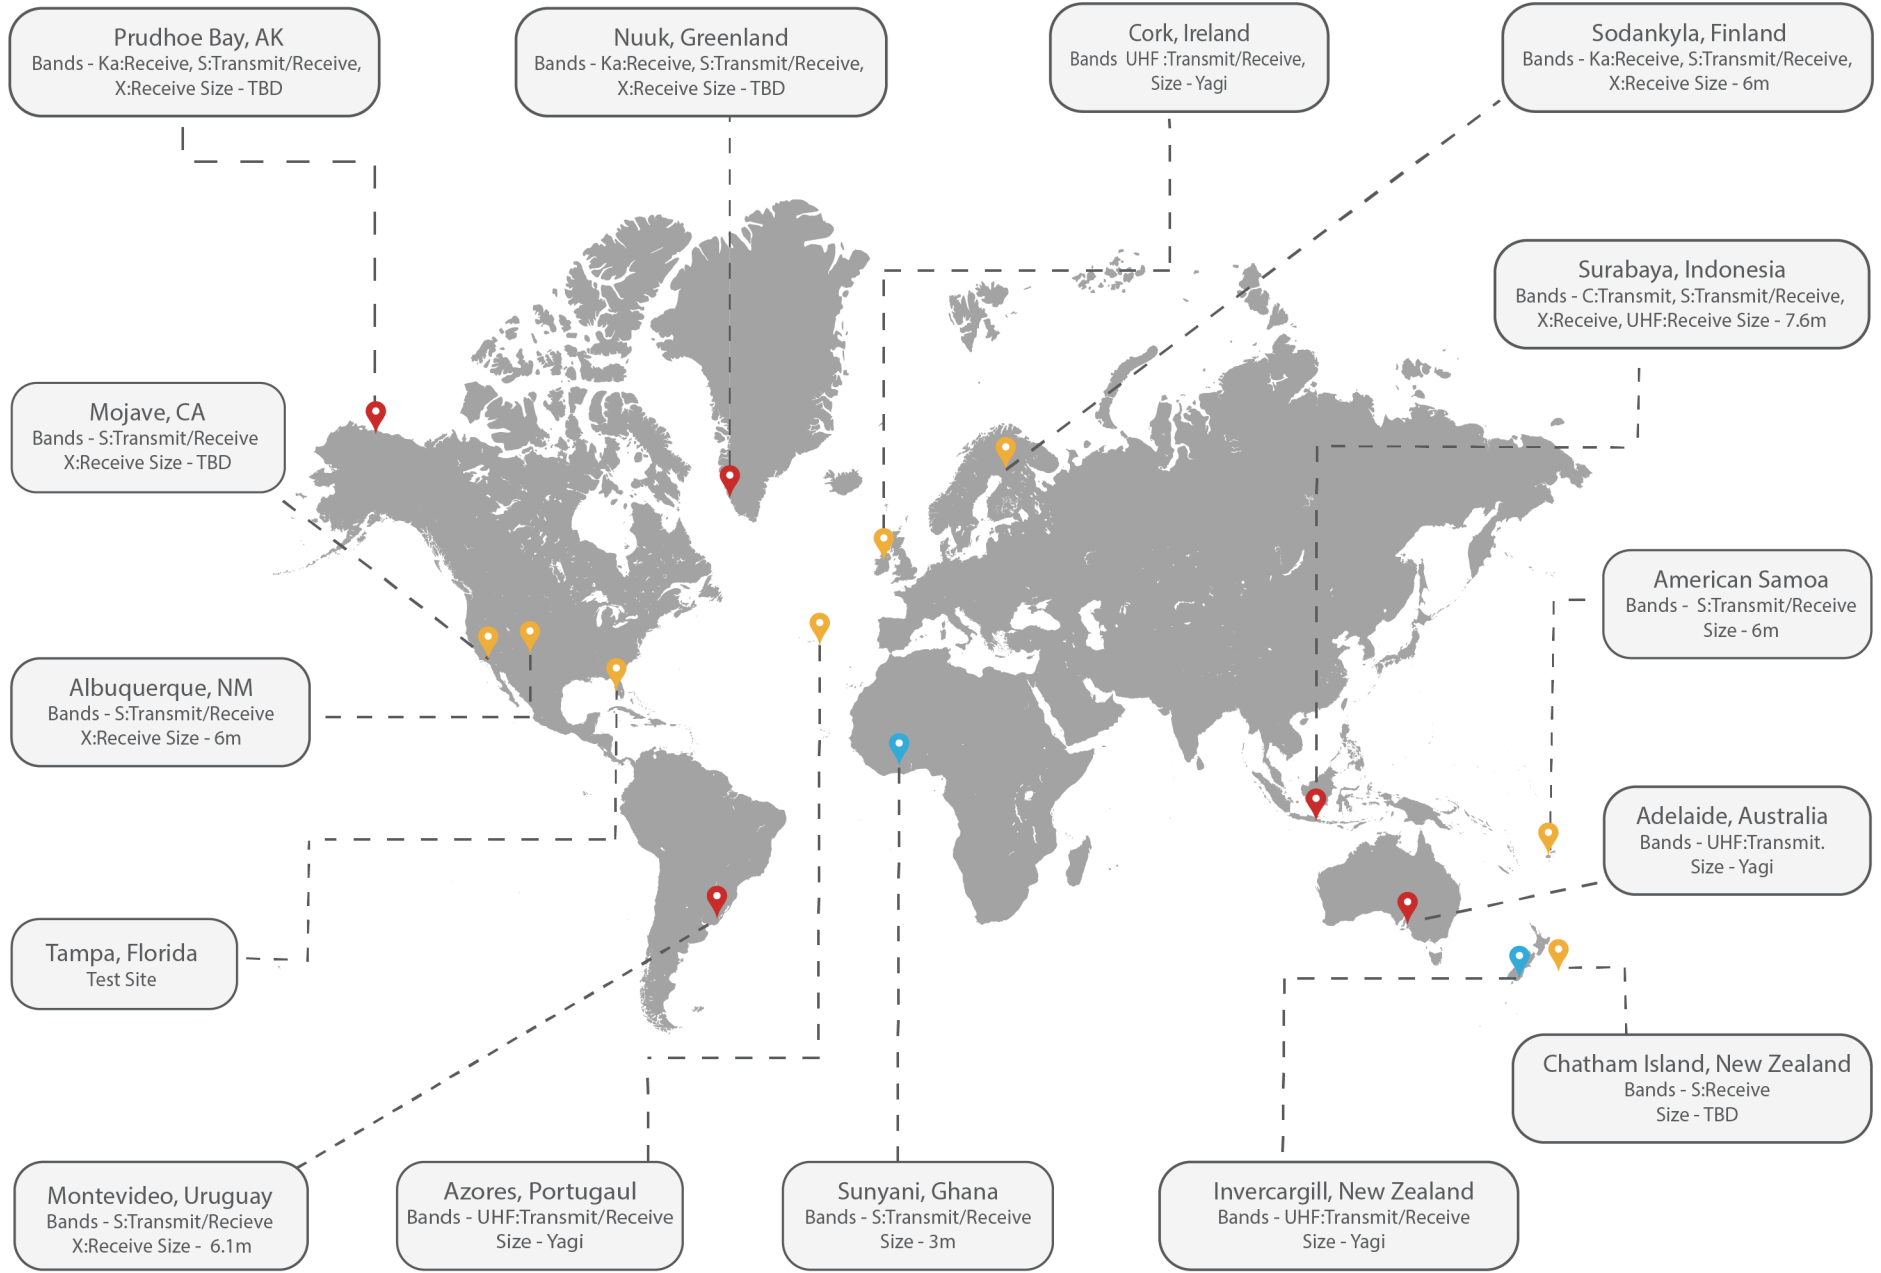 Prudhoe Bay, AK
Bands - Ka:Receive, S:Transmit/Receive,
X:Receive Size - TBD
Nuuk, Greenland
Bands - Ka:Receive, S:Transmit/Receive,
X:Receive Size - TBD
Cork, Ireland
Bands UHF :Transmit/Receive,
Size - Yagi
Sodankyla, Finland
Bands - Ka:Receive, S:Transmit/Receive,
X:Receive Size - 6m
Surabaya, Indonesia
Bands - C:Transmit, S:Transmit/Receive,
X:Receive, UHF:Receive Size - 7.6m
Mojave, CA
Bands - S:Transmit/Receive
X:Receive Size - TBD
American Samoa
Bands - S:Transmit/Receive
Size - 6m
Albuquerque, NM
Bands - S:Transmit/Receive
X:Receive Size - 6m
Adelaide, Australia
Bands - UHF:Transmit.
Size - Yagi
Tampa, Florida
Test Site
Chatham Island, New Zealand
Bands - S:Receive
Size - TBD
Montevideo, Uruguay
Bands - S:Transmit/Recieve
X:Receive Size - 6.1m
Azores, Portugaul
Bands - UHF:Transmit/Receive
Size - Yagi
Sunyani, Ghana
Bands - S:Transmit/Receive
Size - 3m
Invercargill, New Zealand
Bands - UHF:Transmit/Receive
Size - Yagi